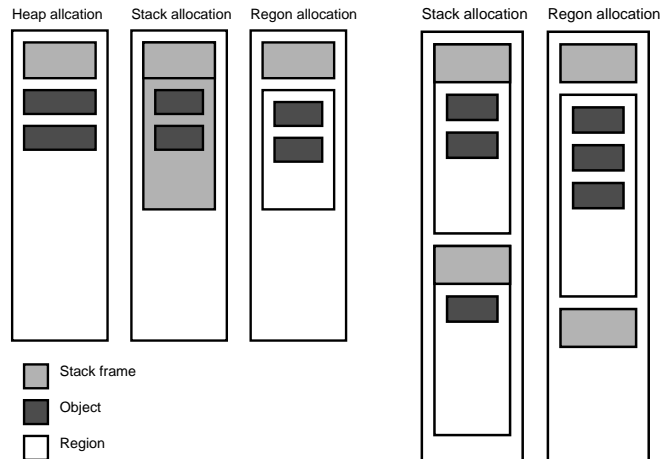 Heap allcation
Stack allocation
Regon allocation
Stack allocation
Regon allocation
Stack frame
Object
Region